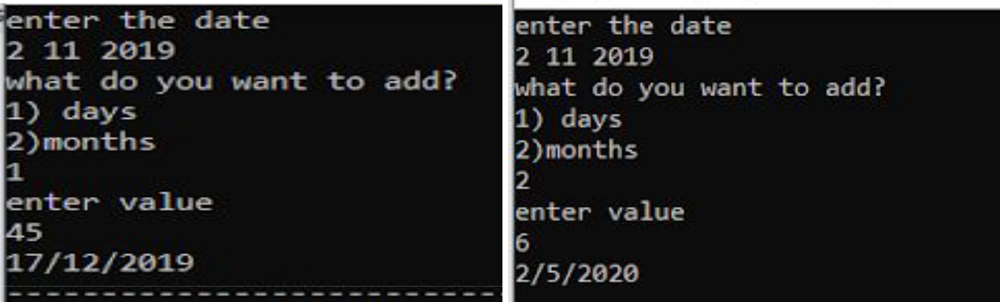 enter the date
2 11 2019
what do you want to add?
1) days
2)months
1
enter value
45
17/12/2019
-----------------------------
enter the date
2 11 2019
what do you want to add?
1) days
2)months
2
enter value
6
2/5/2020